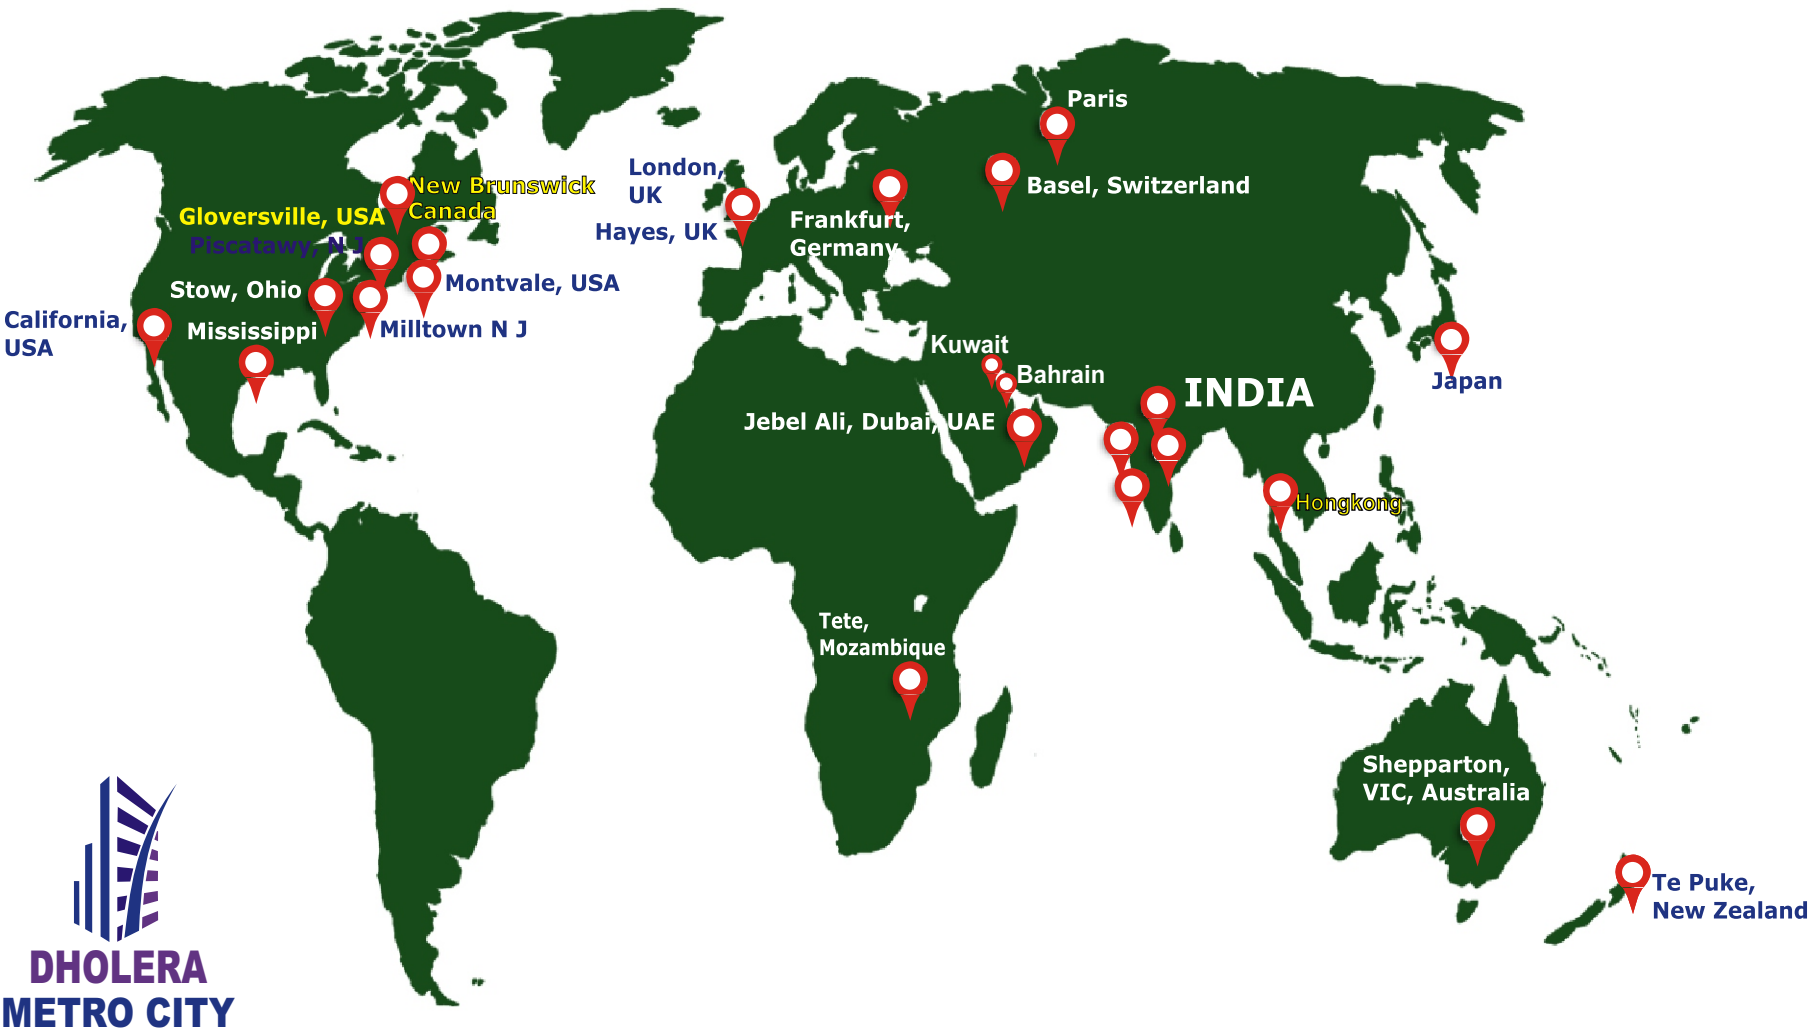 Paris
London,
UK
Basel, Switzerland
New Brunswick
Canada
Gloversville, USA
Frankfurt,
Germany
Hayes, UK
Piscatawy, N J
Montvale, USA
Stow, Ohio
California,
USA
Milltown N J
Mississippi
Kuwait
Bahrain
Japan
INDIA
Jebel Ali, Dubai, UAE
Hongkong
Tete,
Mozambique
Shepparton,
VIC, Australia
Te Puke,
New Zealand
DHOLERA
METRO CITY